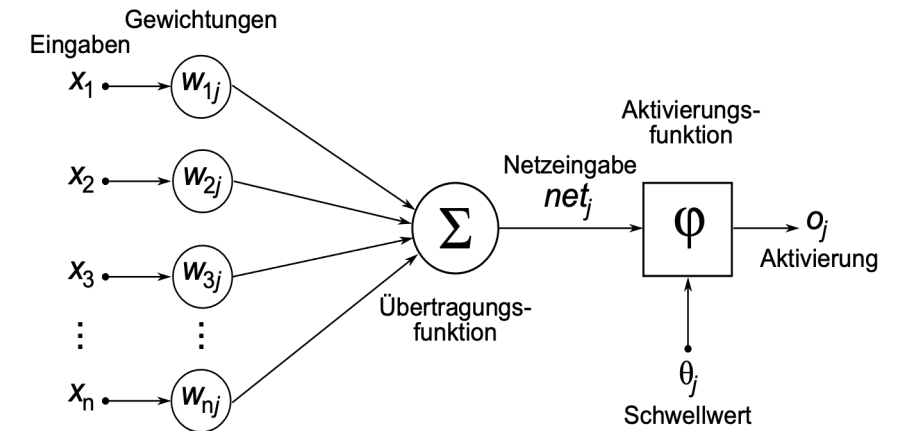 Gewichtungen
Eingaben
x1
w1j
x2
w2j
x3
w3j
⋮
⋮
xn
wnj
Σ
Übertragungs-
funktion
Netzeingabe
netj
Aktivierungs-
funktion
φ
oj
Aktivierung
θj
Schwellwert